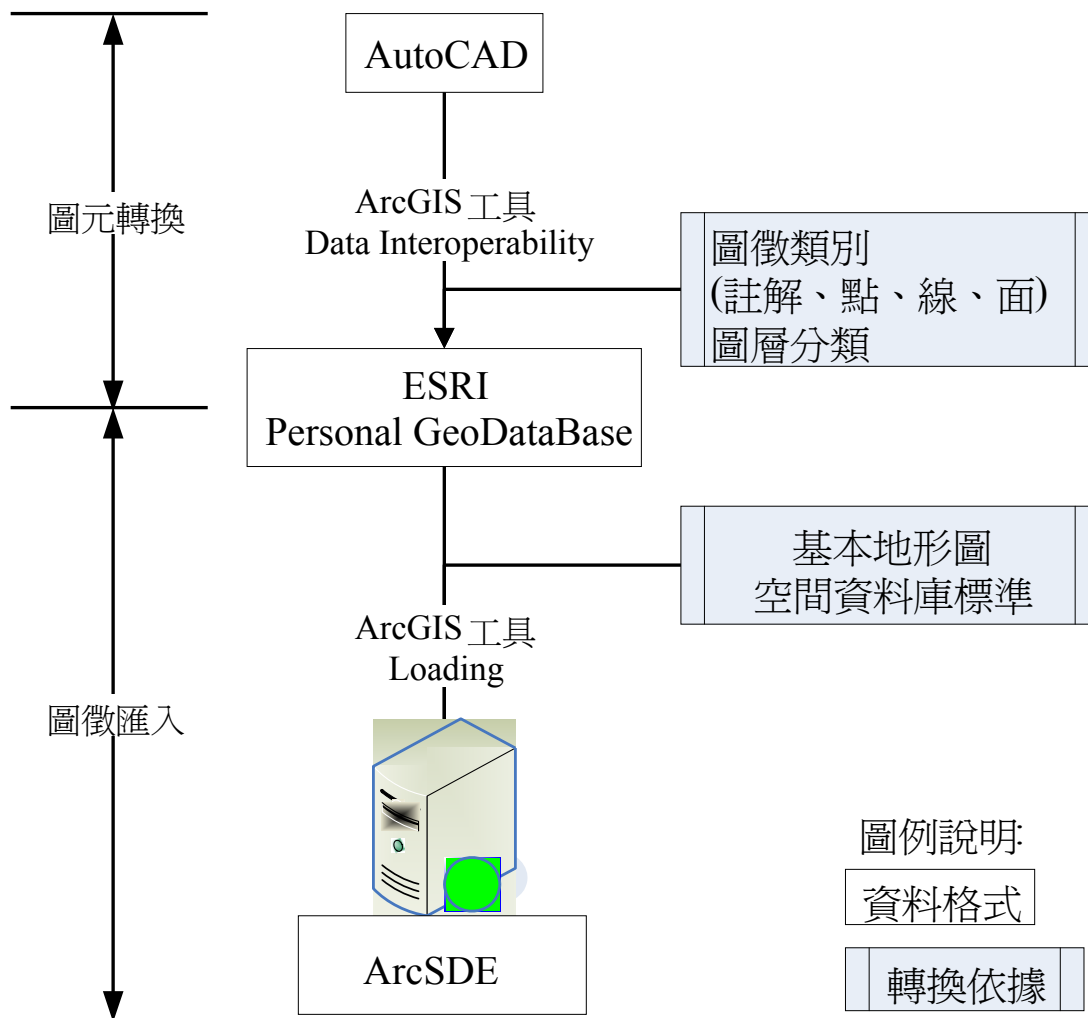 AutoCAD
圖元轉換
ArcGIS 工具
Data Interoperability
圖徵類別
(註解、點、線、面)
圖層分類
ESRI
Personal GeoDataBase
基本地形圖
空間資料庫標準
ArcGIS 工具
Loading
圖徵匯入
ArcSDE
圖例說明:
資料格式
轉換依據